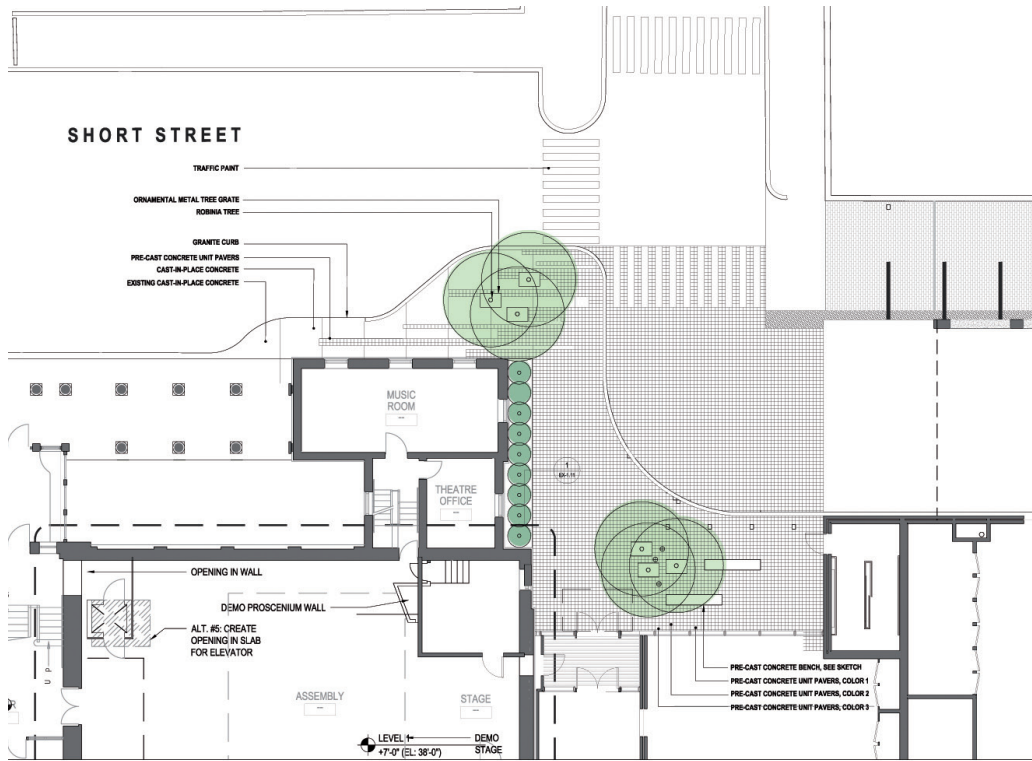 SHORT STREET
TRAFFIC PAINT
ORNAMENTAL METAL TREE GRATE
ROBINIA TREE
GRANITE CURB
PRE-CAST CONCRETE UNIT PAVERS
CAST-IN-PLACE CONCRETE
EXISTING CAST-IN-PLACE CONCRETE
MUSIC
ROOM
THEATRE
OFFICE
1
EX-1.11
OPENING IN WALL
DEMO PROSCENIUM WALL
ALT. #5: CREATE
OPENING IN SLAB
FOR ELEVATOR
UP
R
ASSEMBLY
STAGE
PRE-CAST CONCRETE BENCH, SEE SKETCH
PRE-CAST CONCRETE UNIT PAVERS, COLOR 1
PRE-CAST CONCRETE UNIT PAVERS, COLOR 2
PRE-CAST CONCRETE UNIT PAVERS, COLOR 3
LEVEL 1
+7'-0" (EL: 38'-0")
DEMO
STAGE